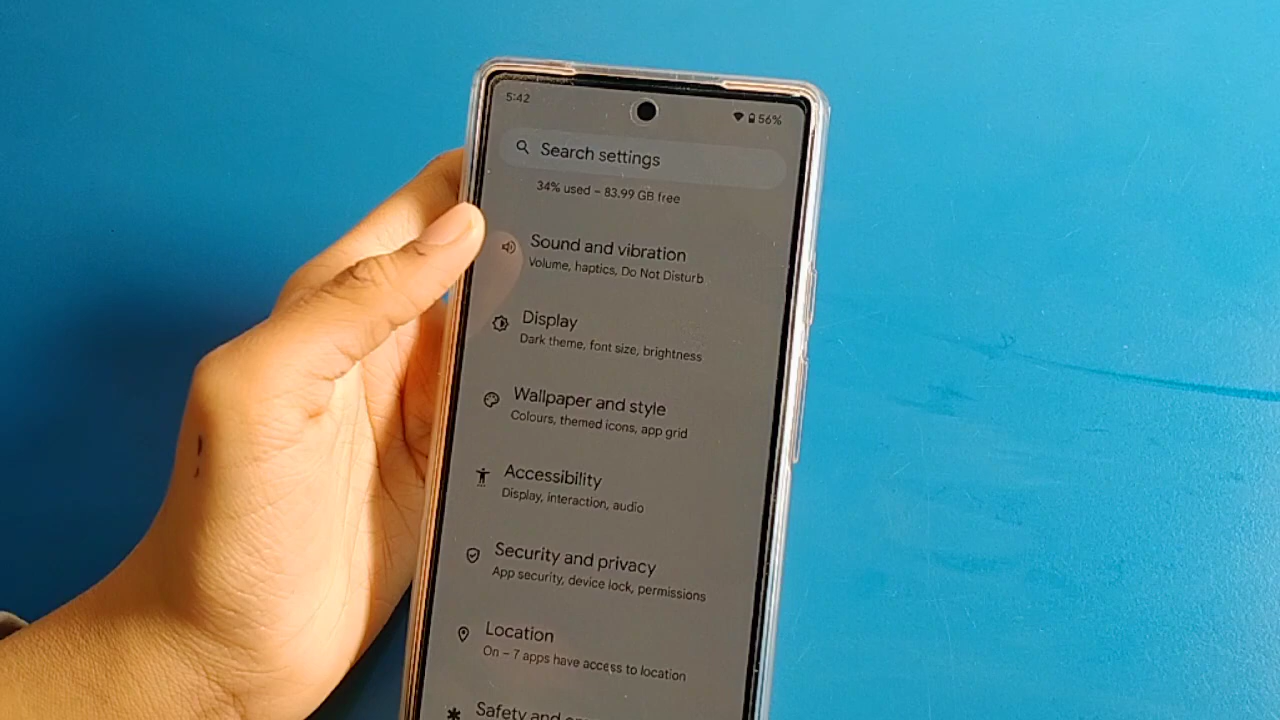 5:42
56%
Search settings
34% used – 83.99 GB free
Sound and vibration
Volume, haptics, Do Not Disturb
Display
Dark theme, font size, brightness
Wallpaper and style
Colours, themed icons, app grid
Accessibility
Display, interaction, audio
Security and privacy
App security, device lock, permissions
Location
On – 7 apps have access to location
Safety and